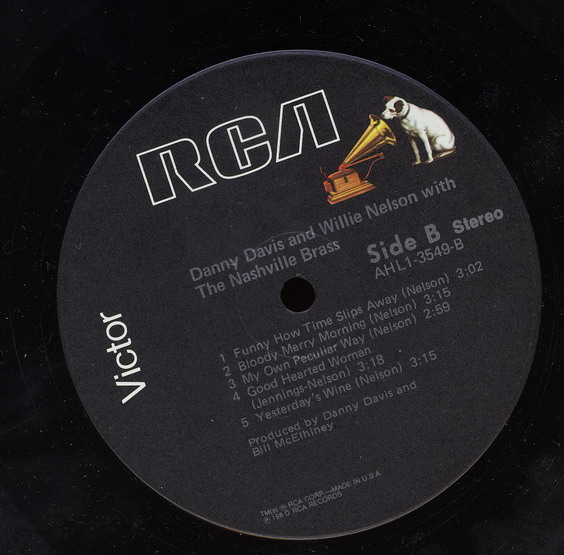 RCA
Danny Davis and Willie Nelson with
The Nashville Brass
Side B Stereo
AHL1-3549-B
Victor
1 Funny How Time Slips Away (Nelson) 3:02
2 Bloody Merry Morning (Nelson) 3:15
3 My Own Peculiar Way (Nelson) 2:59
4 Good Hearted Woman
(Jennings-Nelson) 3:18
5 Yesterday's Wine (Nelson) 3:15
Produced by Danny Davis and
Bill McElhiney
TM(s) ® RCA CORP.—MADE IN U.S.A.
℗ 1980 RCA RECORDS